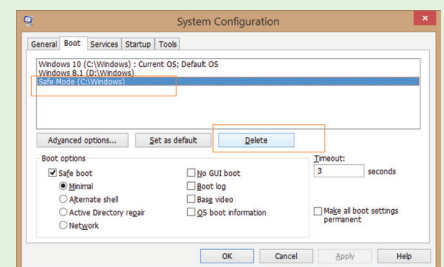 System Configuration
General Boot Services Startup Tools
Windows 10 (C:\Windows) : Current OS; Default OS
Windows 8.1 (D:\Windows)
Safe Mode (C:\Windows)
Advanced options... Set as default Delete
Boot options
Timeout:
Safe boot No GUI boot 3 seconds
Minimal Boot log
Alternate shell Base video
Active Directory repair OS boot information Make all boot settings
permanent
Network
OK Cancel Apply Help